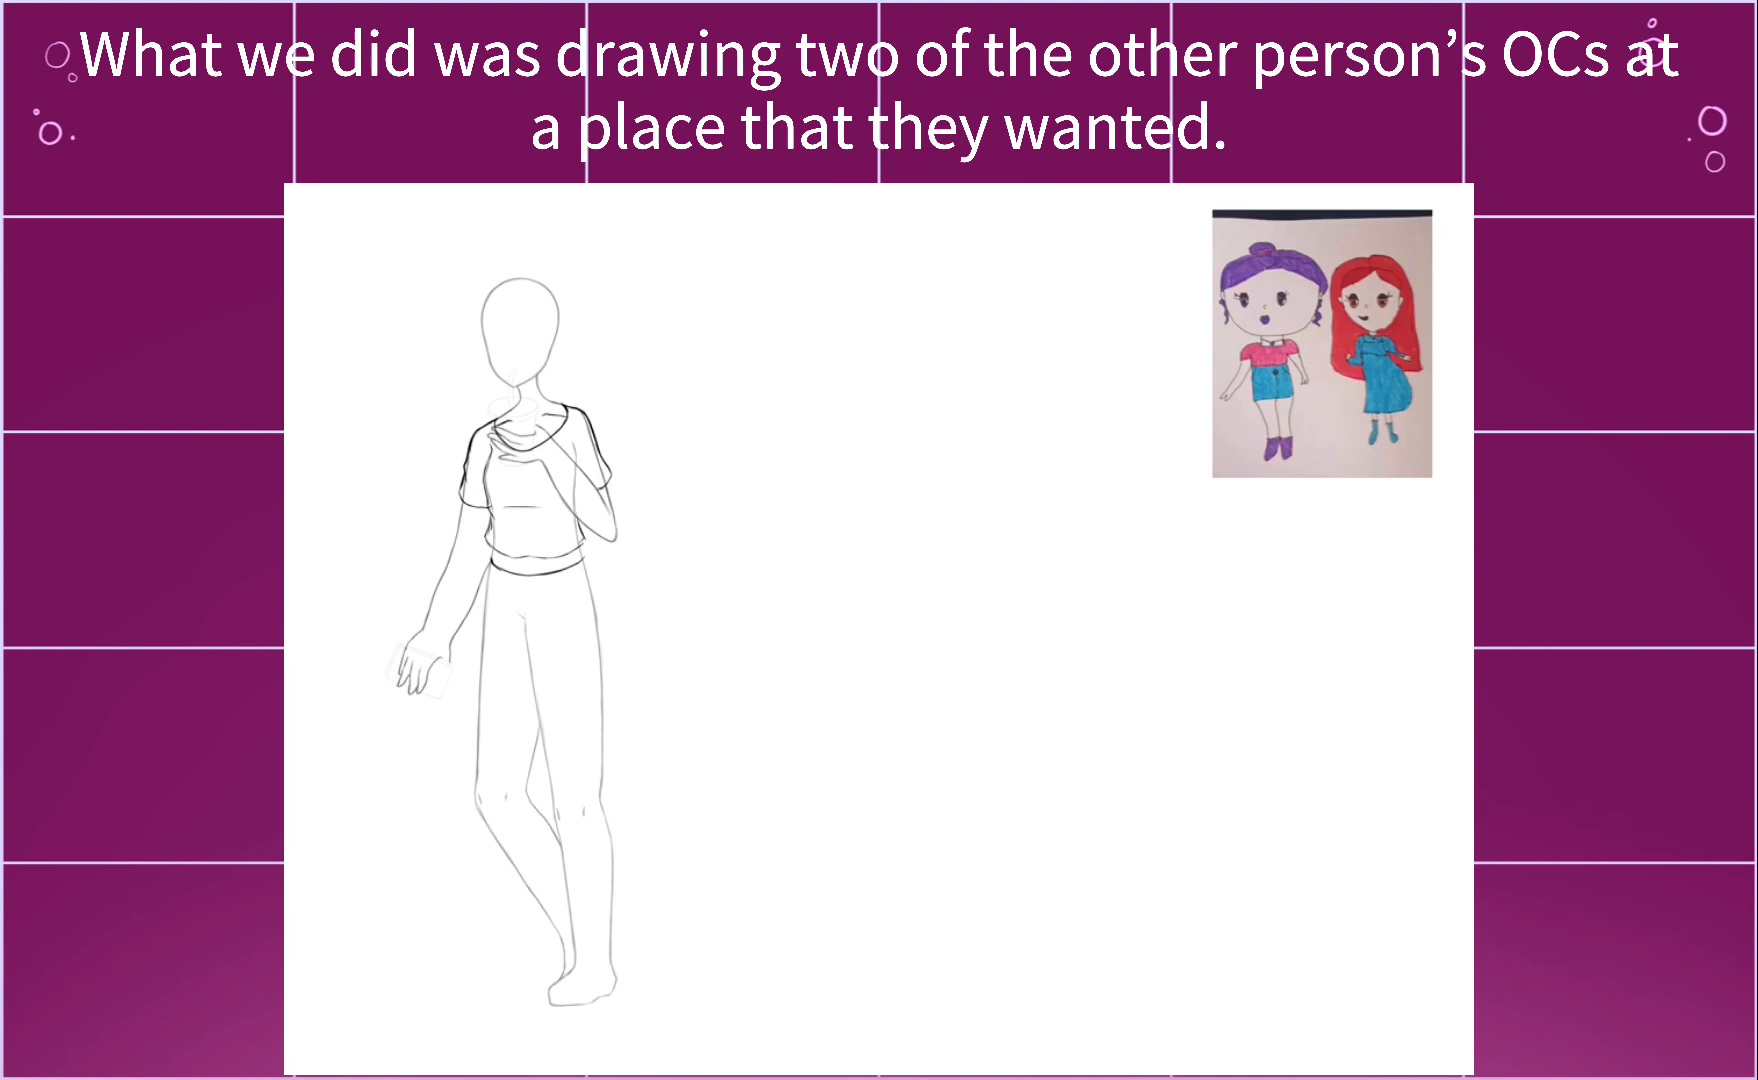 What we did was drawing two of the other person’s OCs at
a place that they wanted.